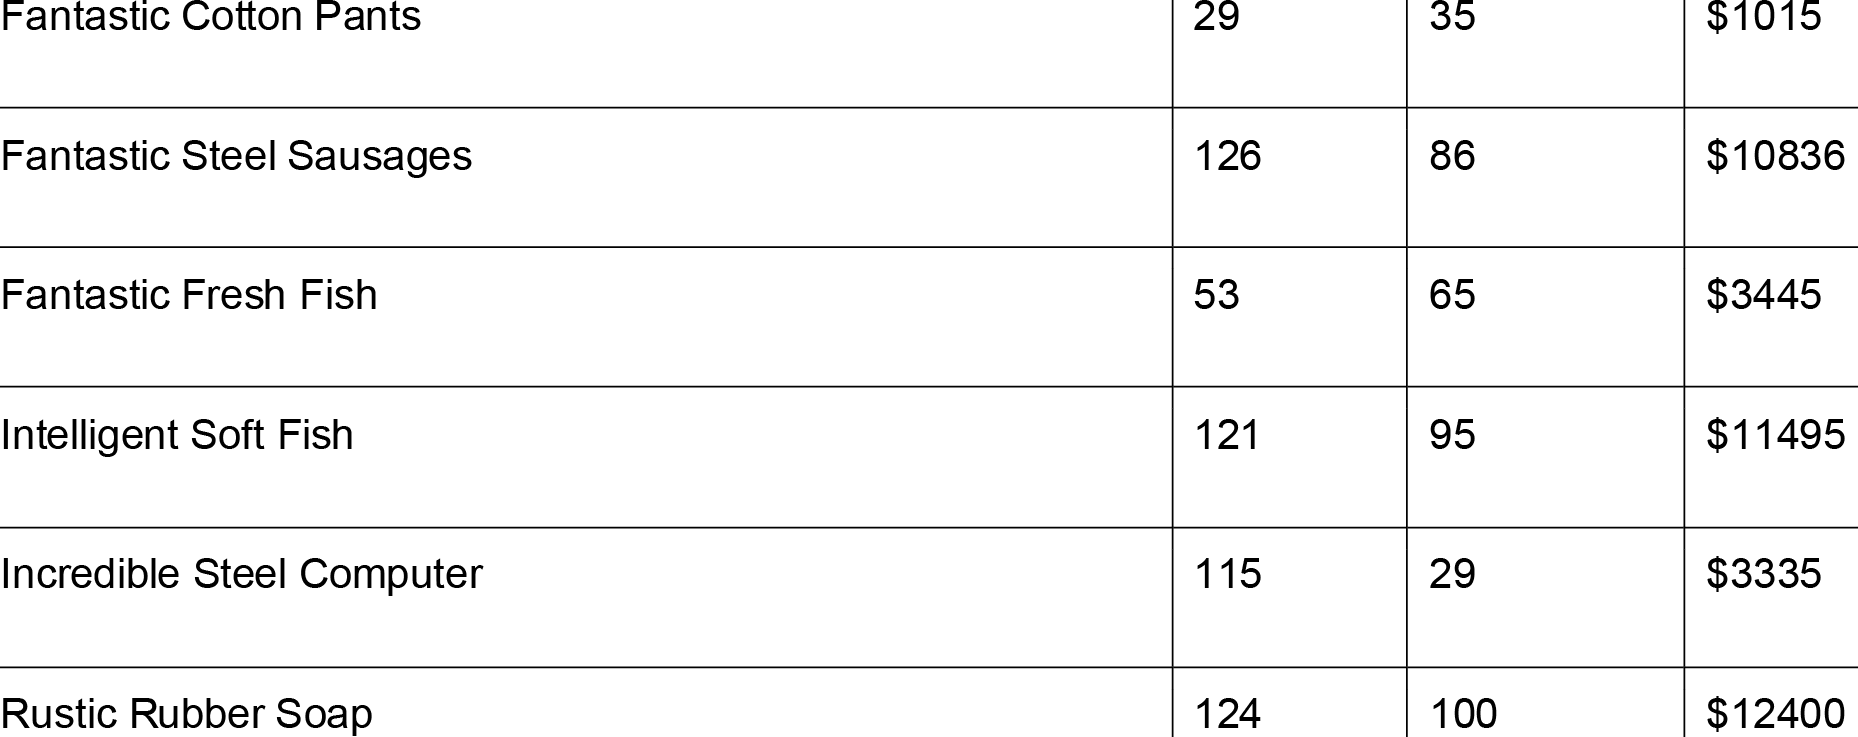 Fantastic Cotton Pants 29 35 $1015
Fantastic Steel Sausages 126 86 $10836
Fantastic Fresh Fish 53 65 $3445
Intelligent Soft Fish 121 95 $11495
Incredible Steel Computer 115 29 $3335
Rustic Rubber Soap 124 100 $12400